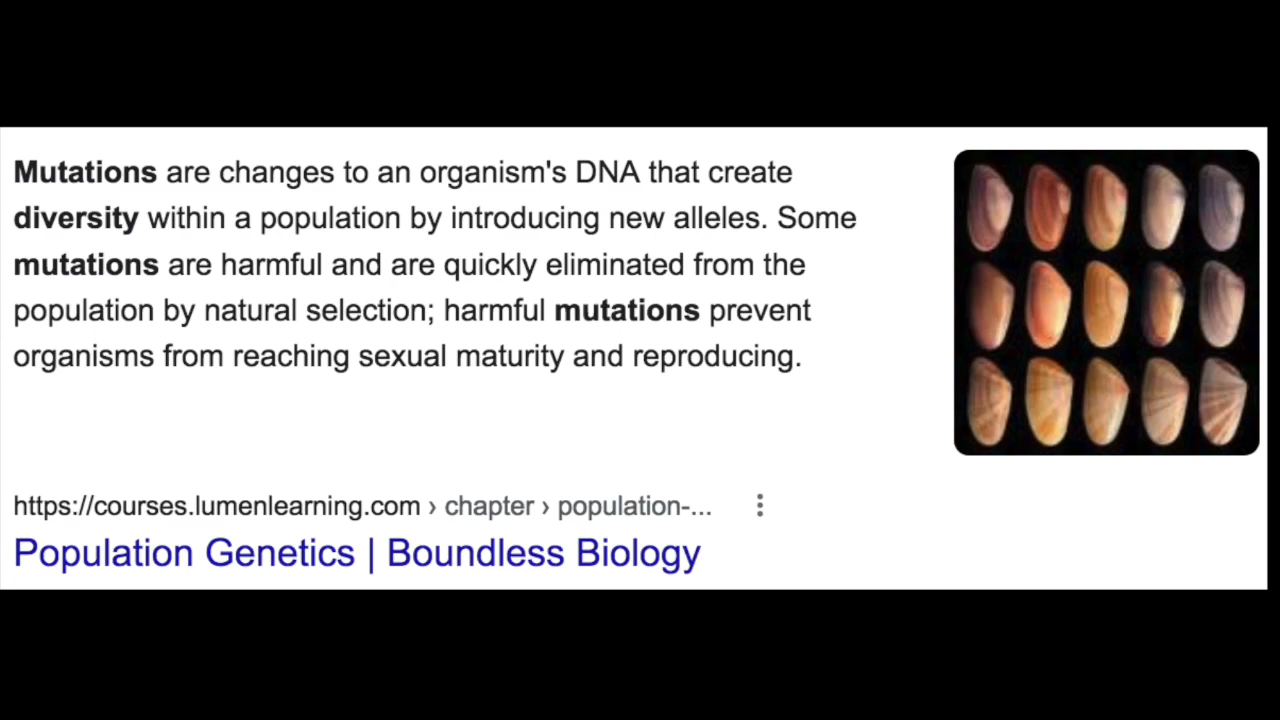 Mutations are changes to an organism's DNA that create
diversity within a population by introducing new alleles. Some
mutations are harmful and are quickly eliminated from the
population by natural selection; harmful mutations prevent
organisms from reaching sexual maturity and reproducing.
https://courses.lumenlearning.com › chapter › population-...
Population Genetics | Boundless Biology